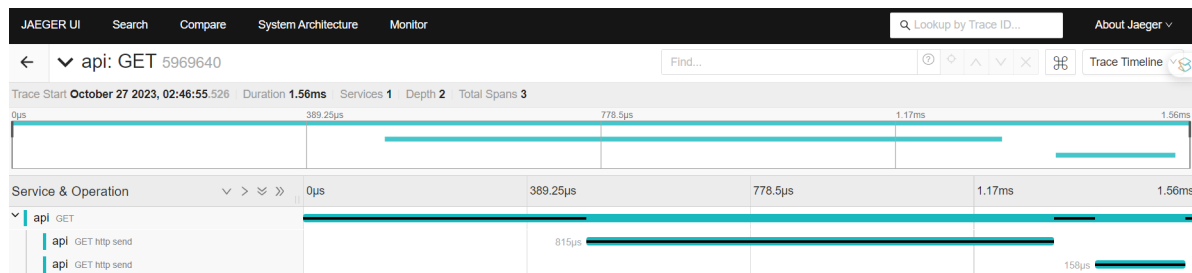 JAEGER UI Search Compare System Architecture Monitor Lookup by Trace ID... About Jaeger
api: GET 5969640 Find... Trace Timeline
Trace Start October 27 2023, 02:46:55.526 Duration 1.56ms Services 1 Depth 2 Total Spans 3
0μs 389.25μs 778.5μs 1.17ms 1.56ms
Service & Operation 0μs 389.25μs 778.5μs 1.17ms 1.56ms
api GET
api GET http send 815μs
api GET http send 158μs